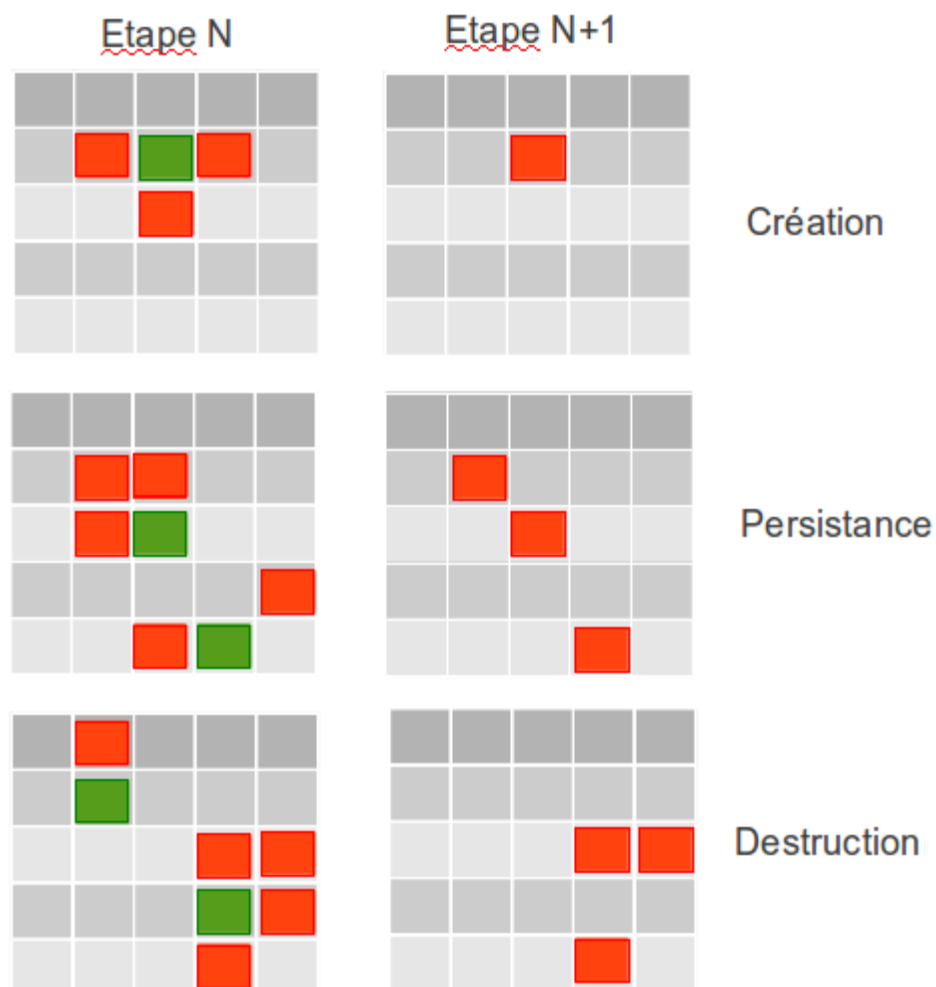 Etape N
Etape N+1
Création
Persistance
Destruction